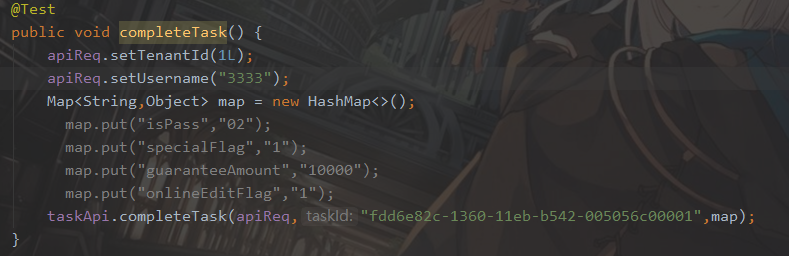 @Test
public void completeTask() {
    apiReq.setTenantId(1L);
    apiReq.setUsername("3333");
    Map<String,Object> map = new HashMap<>();
      map.put("isPass","02");
      map.put("specialFlag","1");
      map.put("guaranteeAmount","10000");
      map.put("onlineEditFlag","1");
    taskApi.completeTask(apiReq, taskId: "fdd6e82c-1360-11eb-b542-005056c00001",map);
}